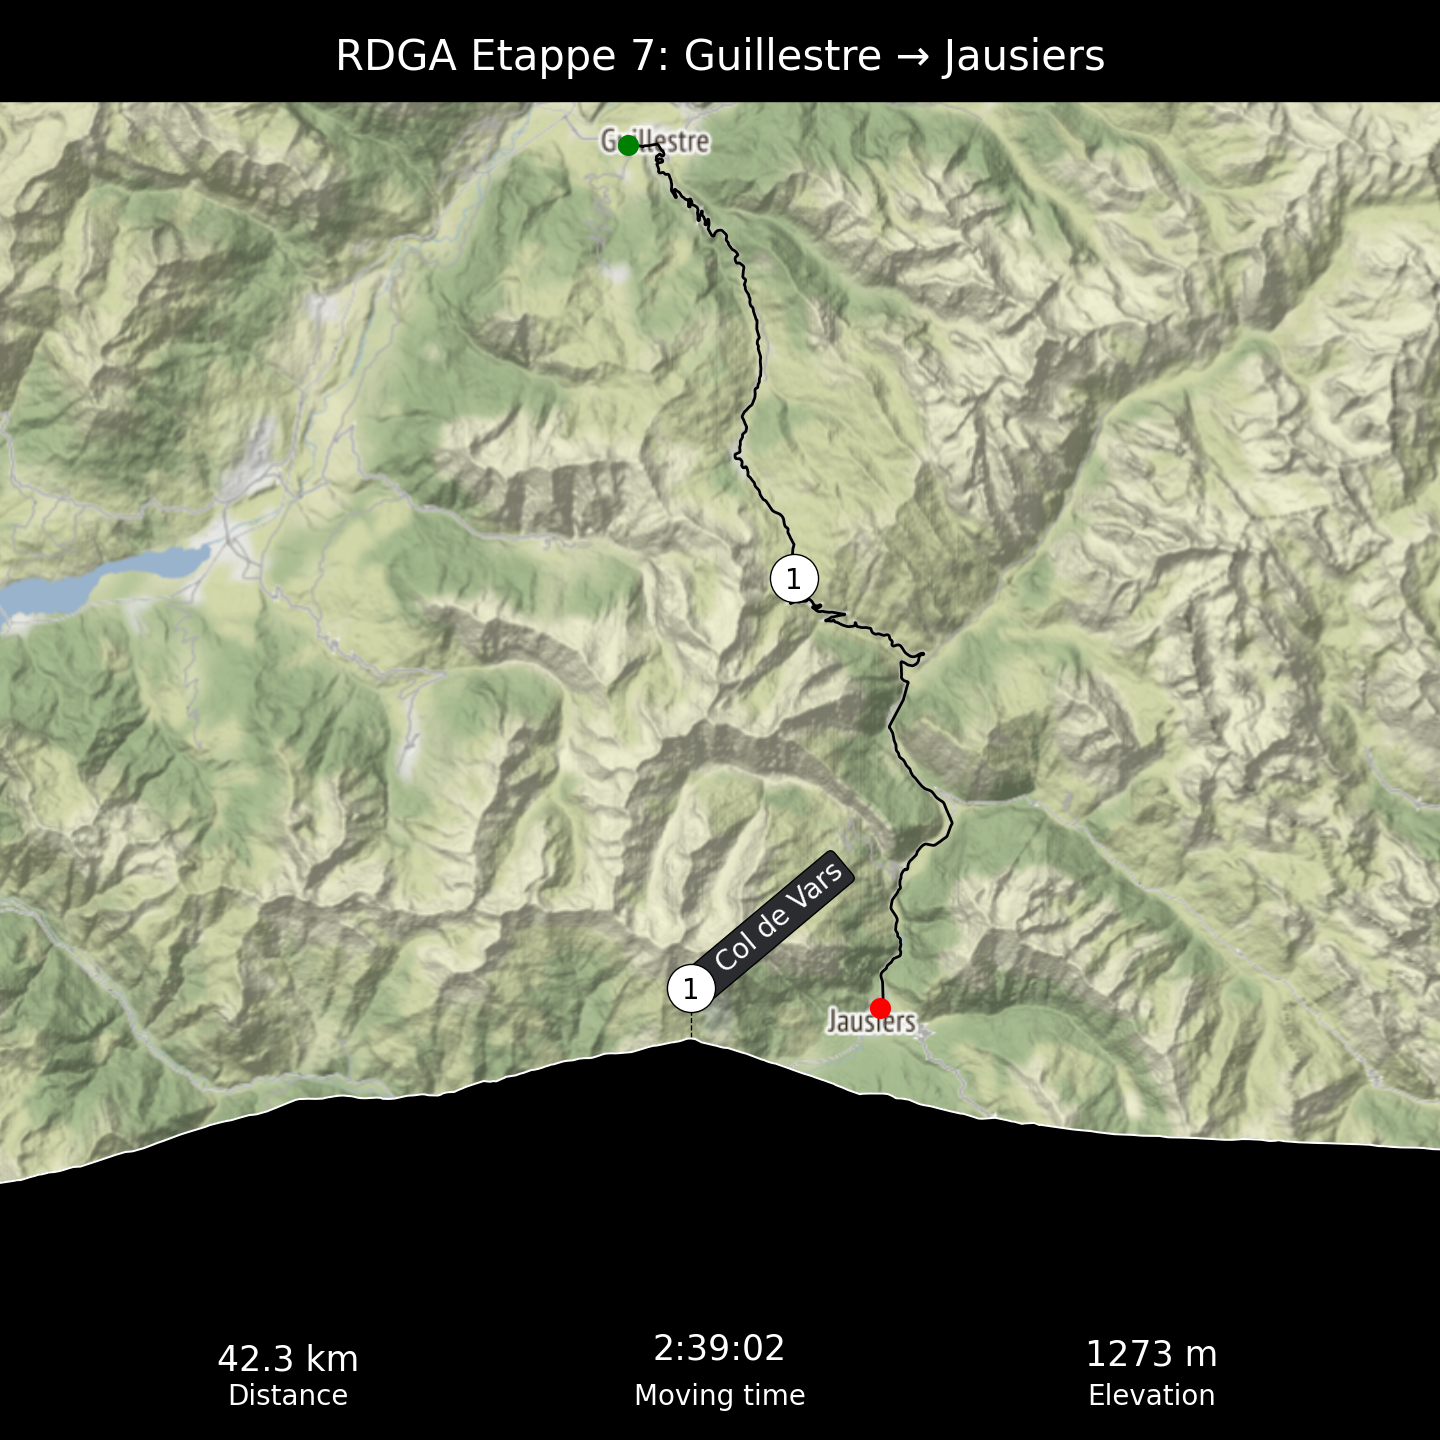 RDGA Etappe 7: Guillestre → Jausiers
Guillestre
1
Col de Vars
1
Jausiers
42.3 km
Distance
2:39:02
Moving time
1273 m
Elevation